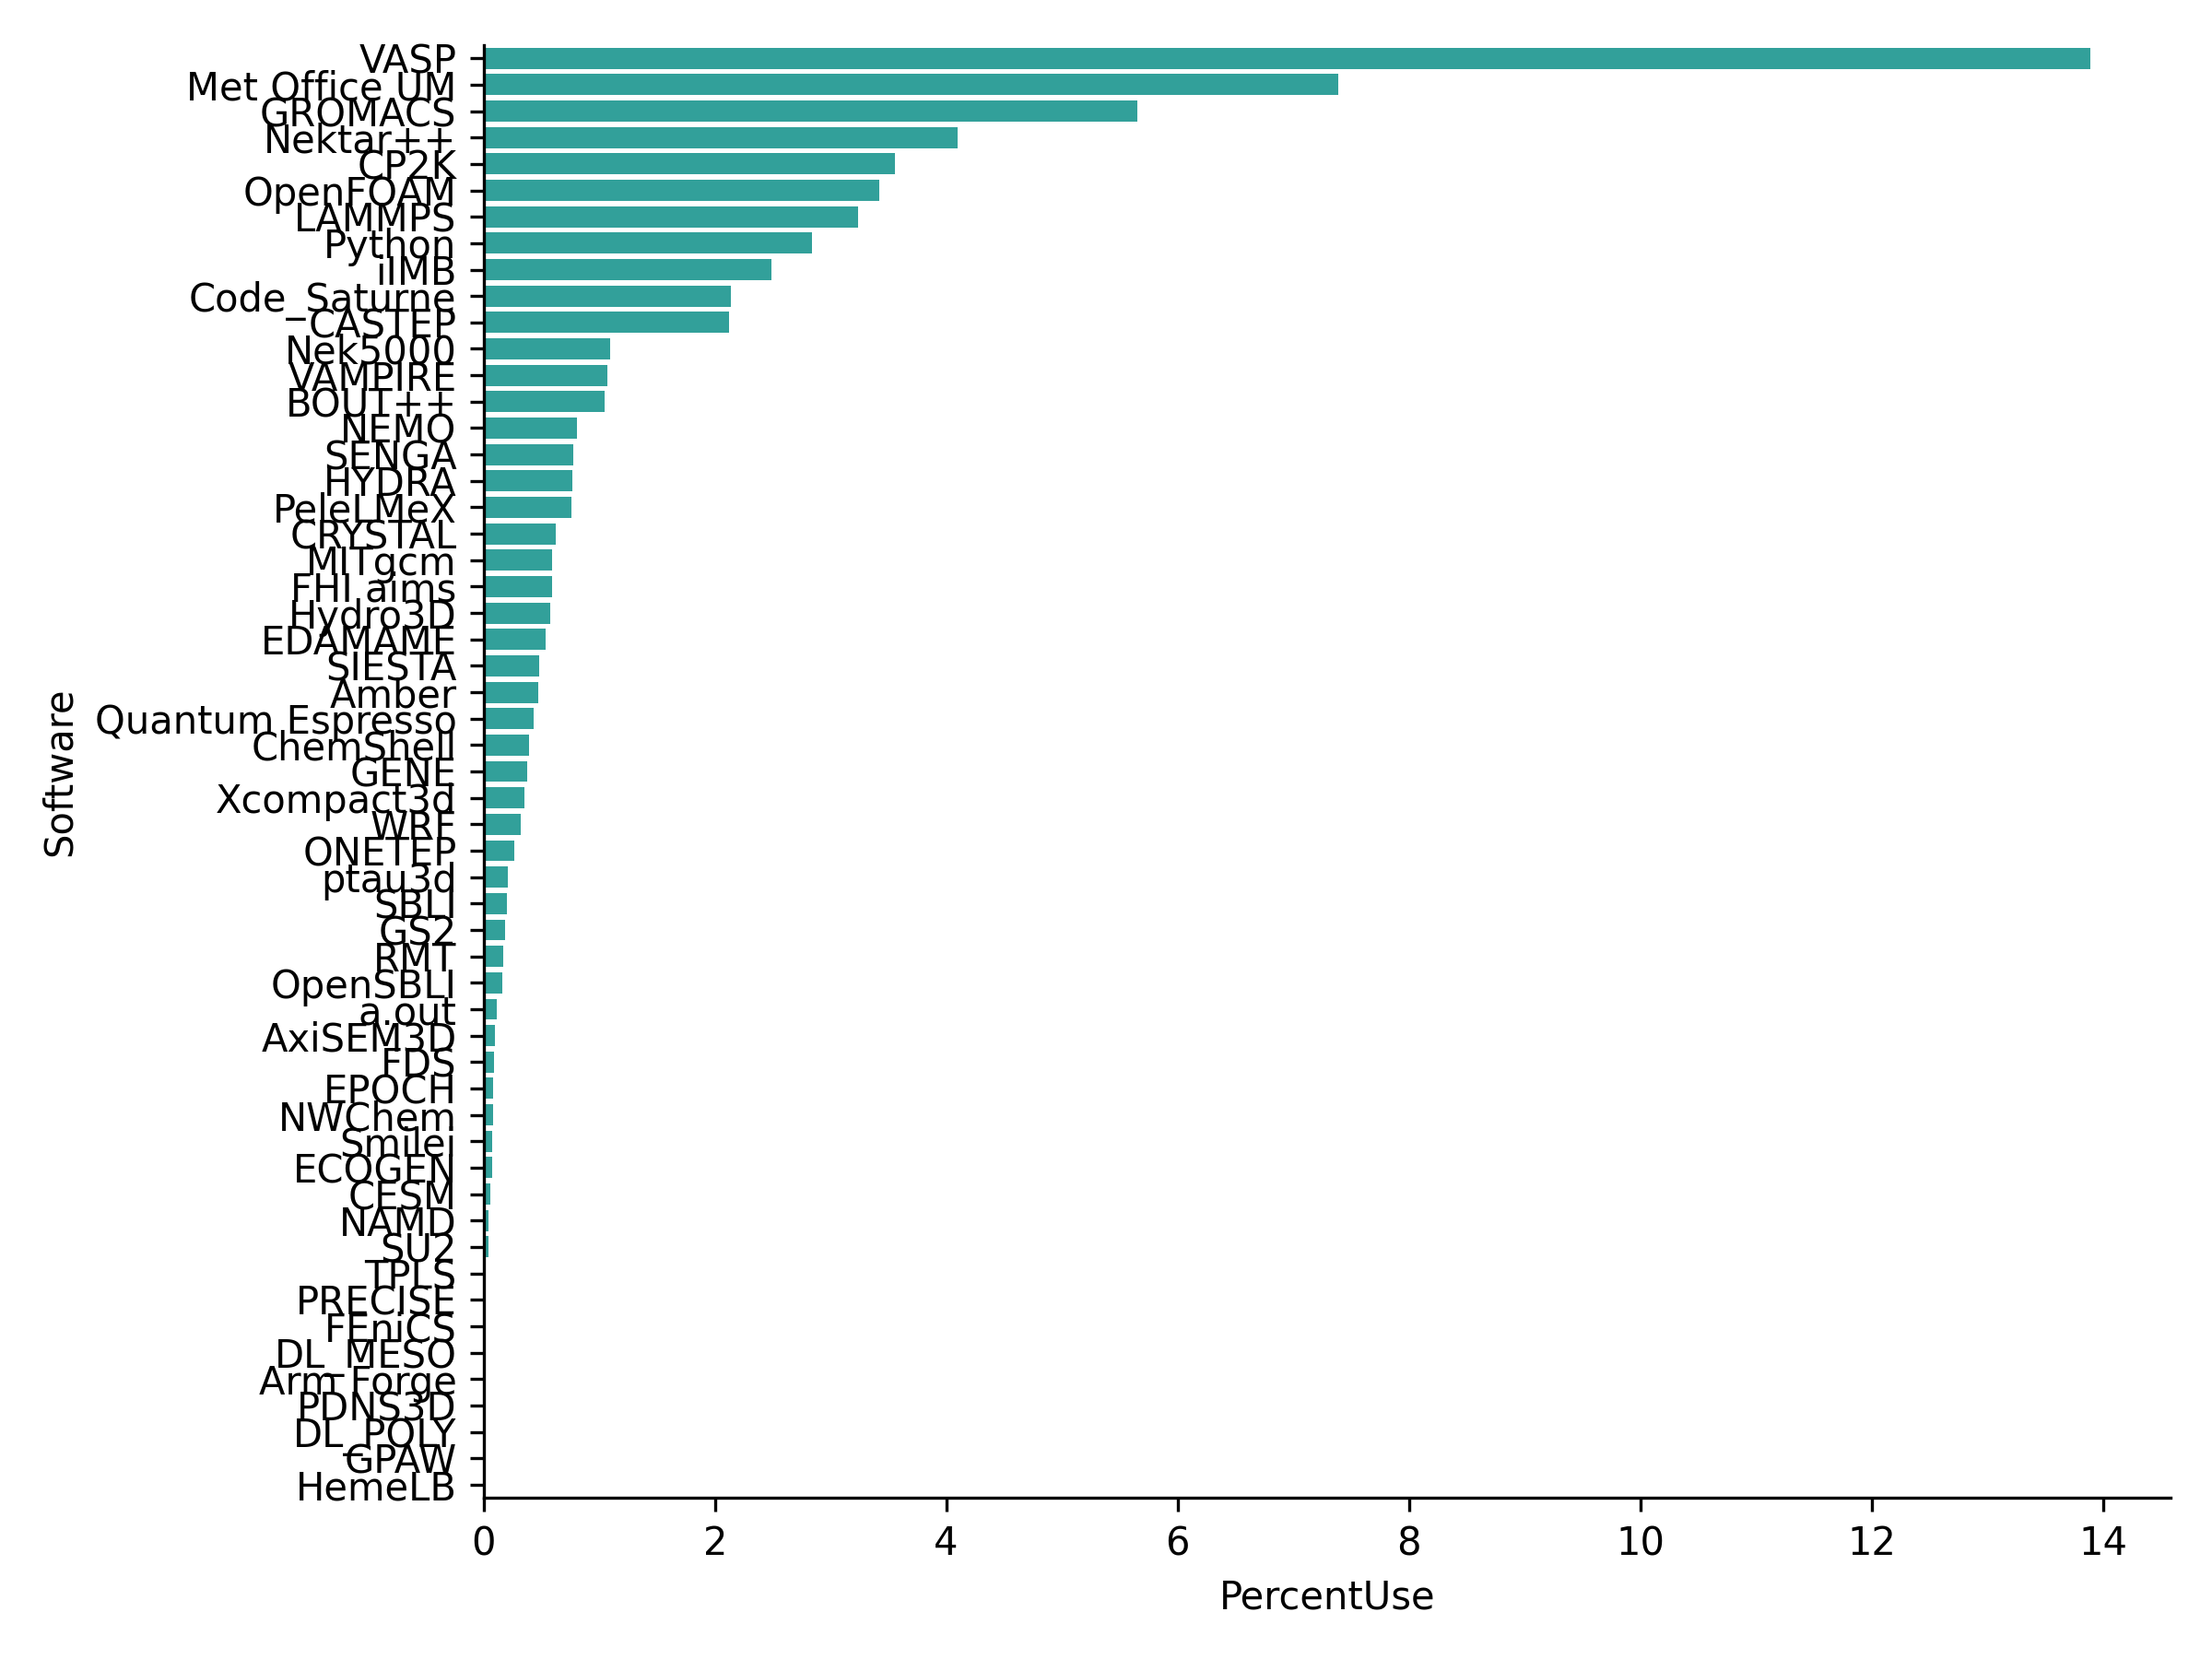 VASP
Met Office UM
GROMACS
Nektar++
CP2K
OpenFOAM
LAMMPS
Python
iIMB
Code_Saturne
CASTEP
Nek5000
VAMPIRE
BOUT++
NEMO
SENGA
HYDRA
PeleLMeX
CRYSTAL
MITgcm
FHI aims
Hydro3D
EDAMAME
SIESTA
Amber
Quantum Espresso
ChemShell
GENE
Xcompact3d
WRF
ONETEP
ptau3d
SBLI
GS2
RMT
OpenSBLI
a.out
AxiSEM3D
FDS
EPOCH
NWChem
Smilei
ECOGEN
CESM
NAMD
SU2
TPLS
PRECISE
FEniCS
DL_MESO
Arm Forge
PDNS3D
DL_POLY
GPAW
HemeLB
Software
0 2 4 6 8 10 12 14
PercentUse